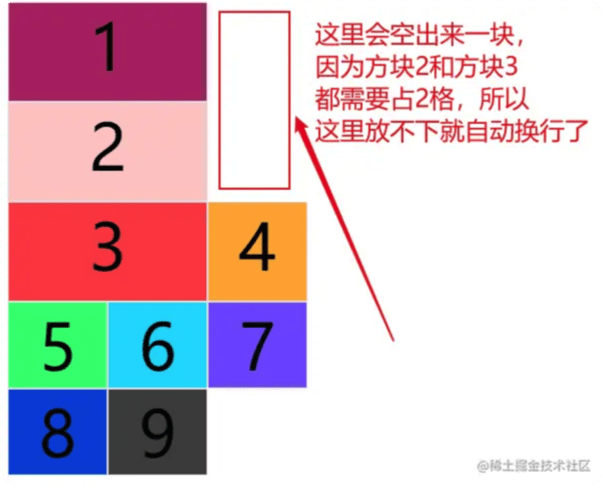 1
这里会空出来一块，
因为方块2和方块3
都需要占2格，所以
这里放不下就自动换行了
2
3 4
5 6 7
8 9
@稀土掘金技术社区